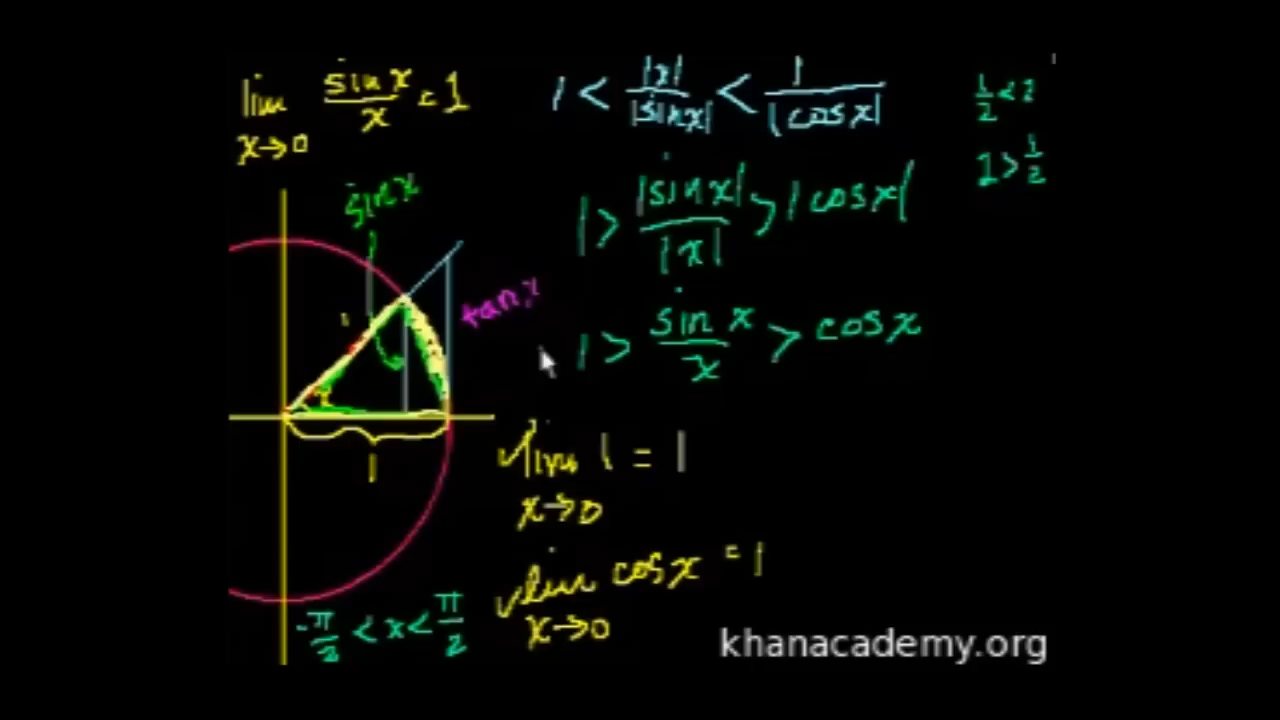 lim sin x / x = 1
x→0
1 < |x| / |sin x| < 1 / |cos x|
1/2 < 2
2 > 1/2
1 > |sin x| / |x| > |cos x|
sin x
tan x
1
x
1 > sin x / x > cos x
1
lim 1 = 1
x→0
lim cos x = 1
x→0
-π/2 < x < π/2
khanacademy.org